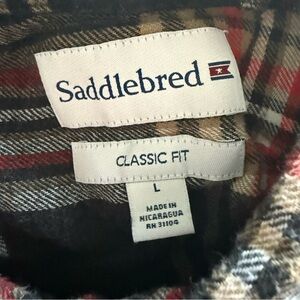 Saddlebred
CLASSIC FIT
L
MADE IN
NICARAGUA
RN 31104